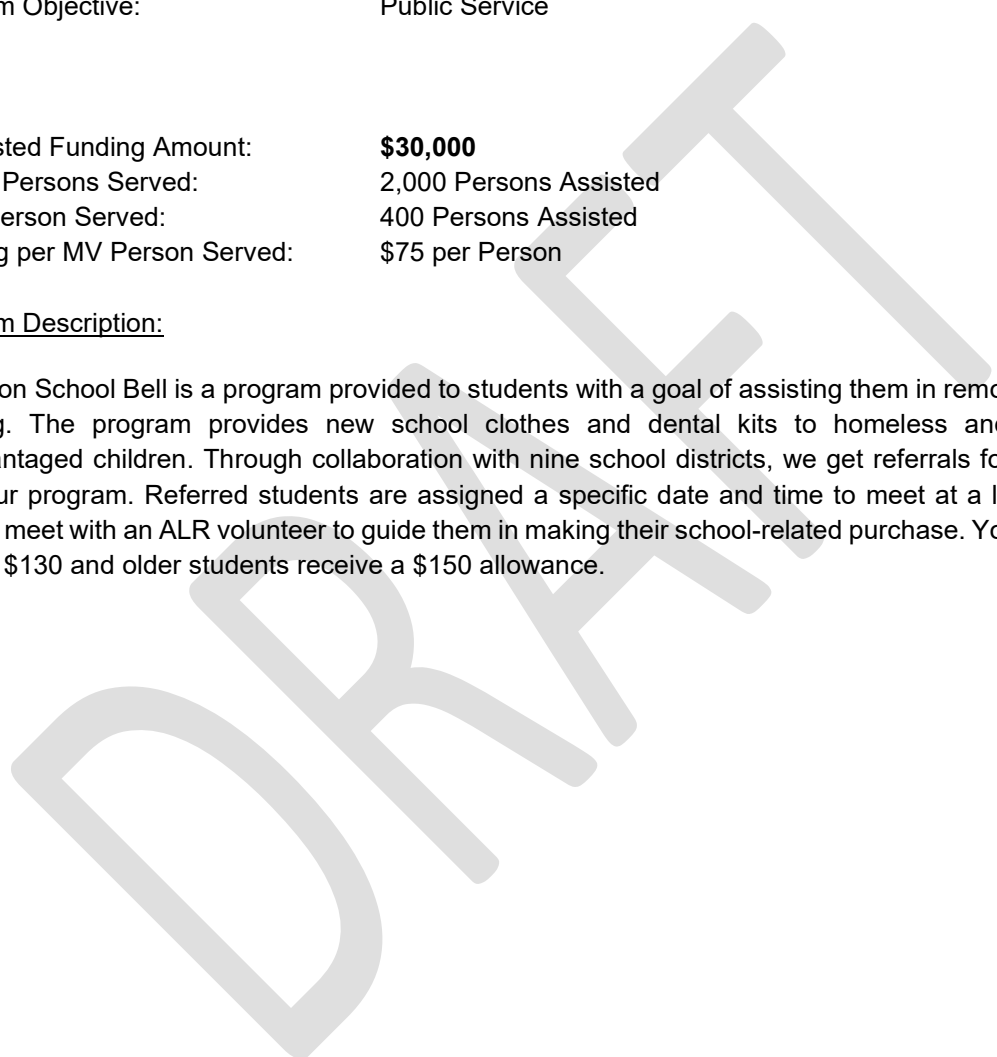 m Objective: Public Service
sted Funding Amount: $30,000
Persons Served: 2,000 Persons Assisted
erson Served: 400 Persons Assisted
g per MV Person Served: $75 per Person
m Description:
on School Bell is a program provided to students with a goal of assisting them in remo
g. The program provides new school clothes and dental kits to homeless and
antaged children. Through collaboration with nine school districts, we get referrals fo
ur program. Referred students are assigned a specific date and time to meet at a l
meet with an ALR volunteer to guide them in making their school-related purchase. Yo
$130 and older students receive a $150 allowance.
DRAFT